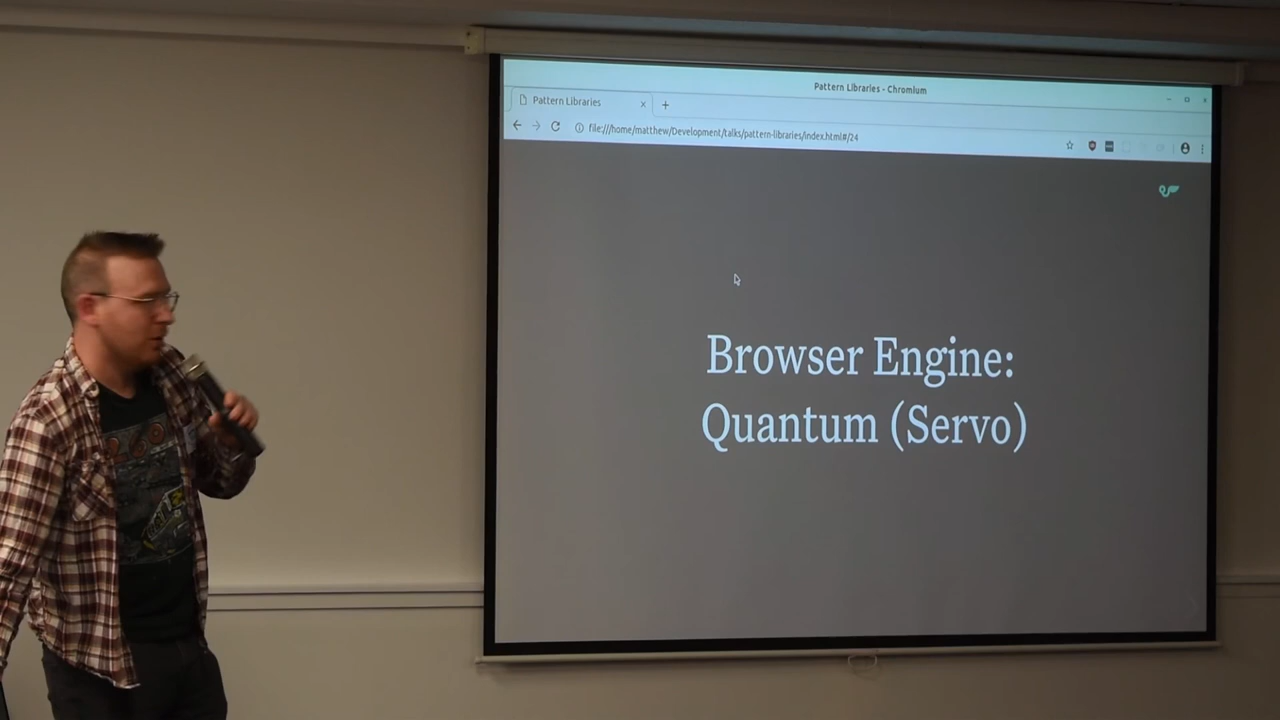 Pattern Libraries - Chromium
Pattern Libraries
file:///home/matthew/Development/talks/pattern-libraries/index.html#/24
Browser Engine:
Quantum (Servo)